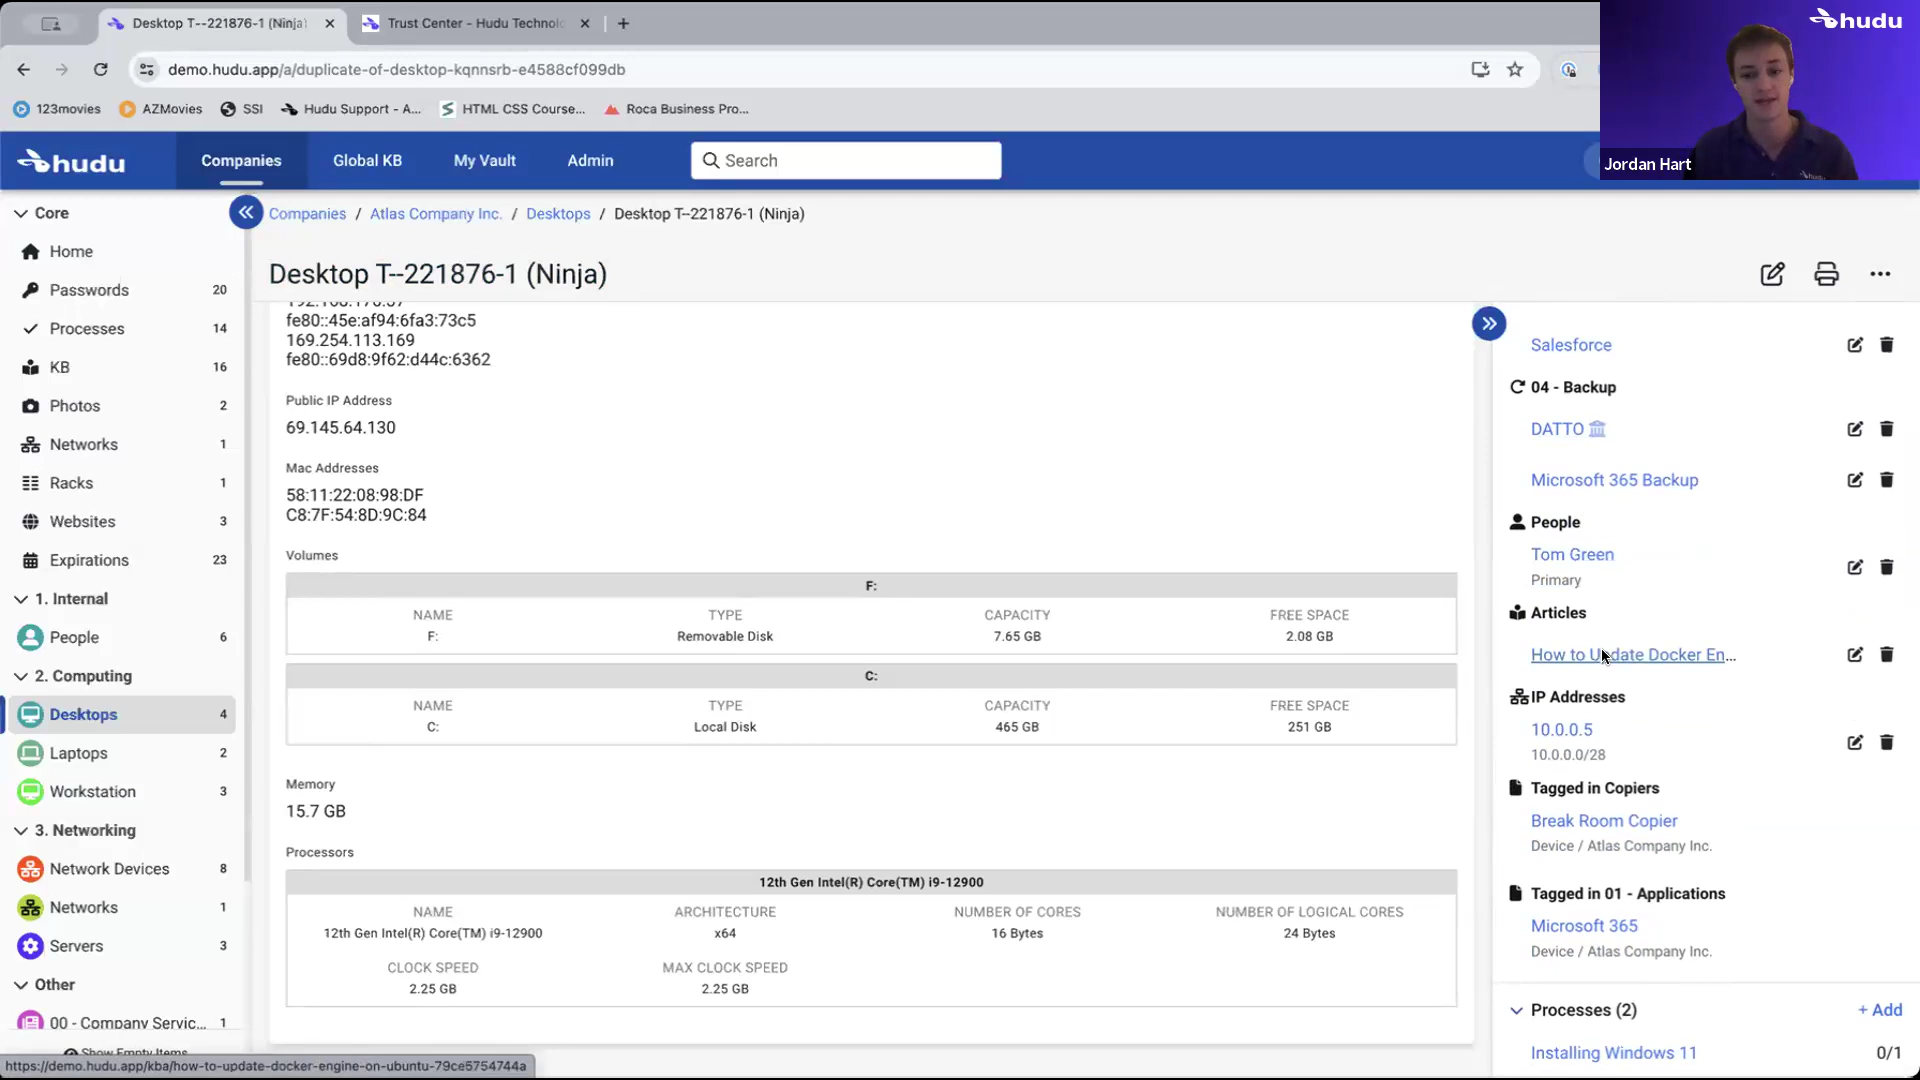 Desktop T--221876-1 (Ninja)
Trust Center - Hudu Technolo
demo.hudu.app/a/duplicate-of-desktop-kqnnsrb-e4588cf099db
123movies
AZMovies
SSI
Hudu Support - A...
HTML CSS Course...
Roca Business Pro...
hudu
Jordan Hart
hudu
Companies
Global KB
My Vault
Admin
Search
Core
Home
Passwords 20
Processes 14
KB 16
Photos 2
Networks 1
Racks 1
Websites 3
Expirations 23
1. Internal
People 6
2. Computing
Desktops 4
Laptops 2
Workstation 3
3. Networking
Network Devices 8
Networks 1
Servers 3
Other
00 - Company Servic... 1
Show Empty Items
Companies / Atlas Company Inc. / Desktops / Desktop T--221876-1 (Ninja)
Desktop T--221876-1 (Ninja)
fe80::45e:af94:6fa3:73c5
169.254.113.169
fe80::69d8:9f62:d44c:6362
Public IP Address
69.145.64.130
Mac Addresses
58:11:22:08:98:DF
C8:7F:54:8D:9C:84
Volumes
F:
NAME TYPE CAPACITY FREE SPACE
F: Removable Disk 7.65 GB 2.08 GB
C:
NAME TYPE CAPACITY FREE SPACE
C: Local Disk 465 GB 251 GB
Memory
15.7 GB
Processors
12th Gen Intel(R) Core(TM) i9-12900
NAME ARCHITECTURE NUMBER OF CORES NUMBER OF LOGICAL CORES
12th Gen Intel(R) Core(TM) i9-12900 x64 16 Bytes 24 Bytes
CLOCK SPEED MAX CLOCK SPEED
2.25 GB 2.25 GB
Salesforce
04 - Backup
DATTO
Microsoft 365 Backup
People
Tom Green
Primary
Articles
How to Update Docker En...
IP Addresses
10.0.0.5
10.0.0.0/28
Tagged in Copiers
Break Room Copier
Device / Atlas Company Inc.
Tagged in 01 - Applications
Microsoft 365
Device / Atlas Company Inc.
Processes (2) + Add
Installing Windows 11 0/1
https://demo.hudu.app/kba/how-to-update-docker-engine-on-ubuntu-79ce5754744a